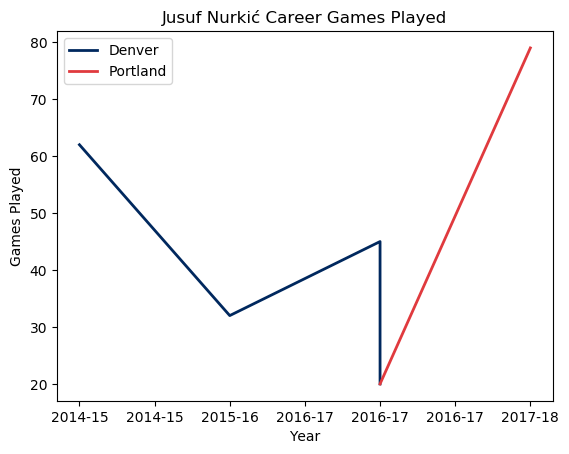 Jusuf Nurkić Career Games Played
Denver
Portland
80
70
60
50
40
30
20
Games Played
2014-15 2014-15 2015-16 2016-17 2016-17 2016-17 2017-18
Year